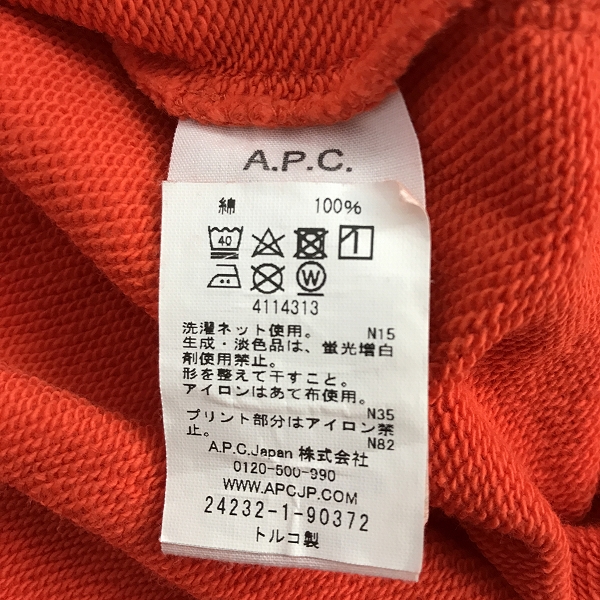 A.P.C.
綿 100%
40
W
4114313
洗濯ネット使用。 N15
生成・淡色品は、蛍光増白
剤使用禁止。
形を整えて干すこと。
アイロンはあて布使用。
N35
プリント部分はアイロン禁
止。 N82
A.P.C.Japan 株式会社
0120-500-990
WWW.APCJP.COM
24232-1-90372
トルコ製